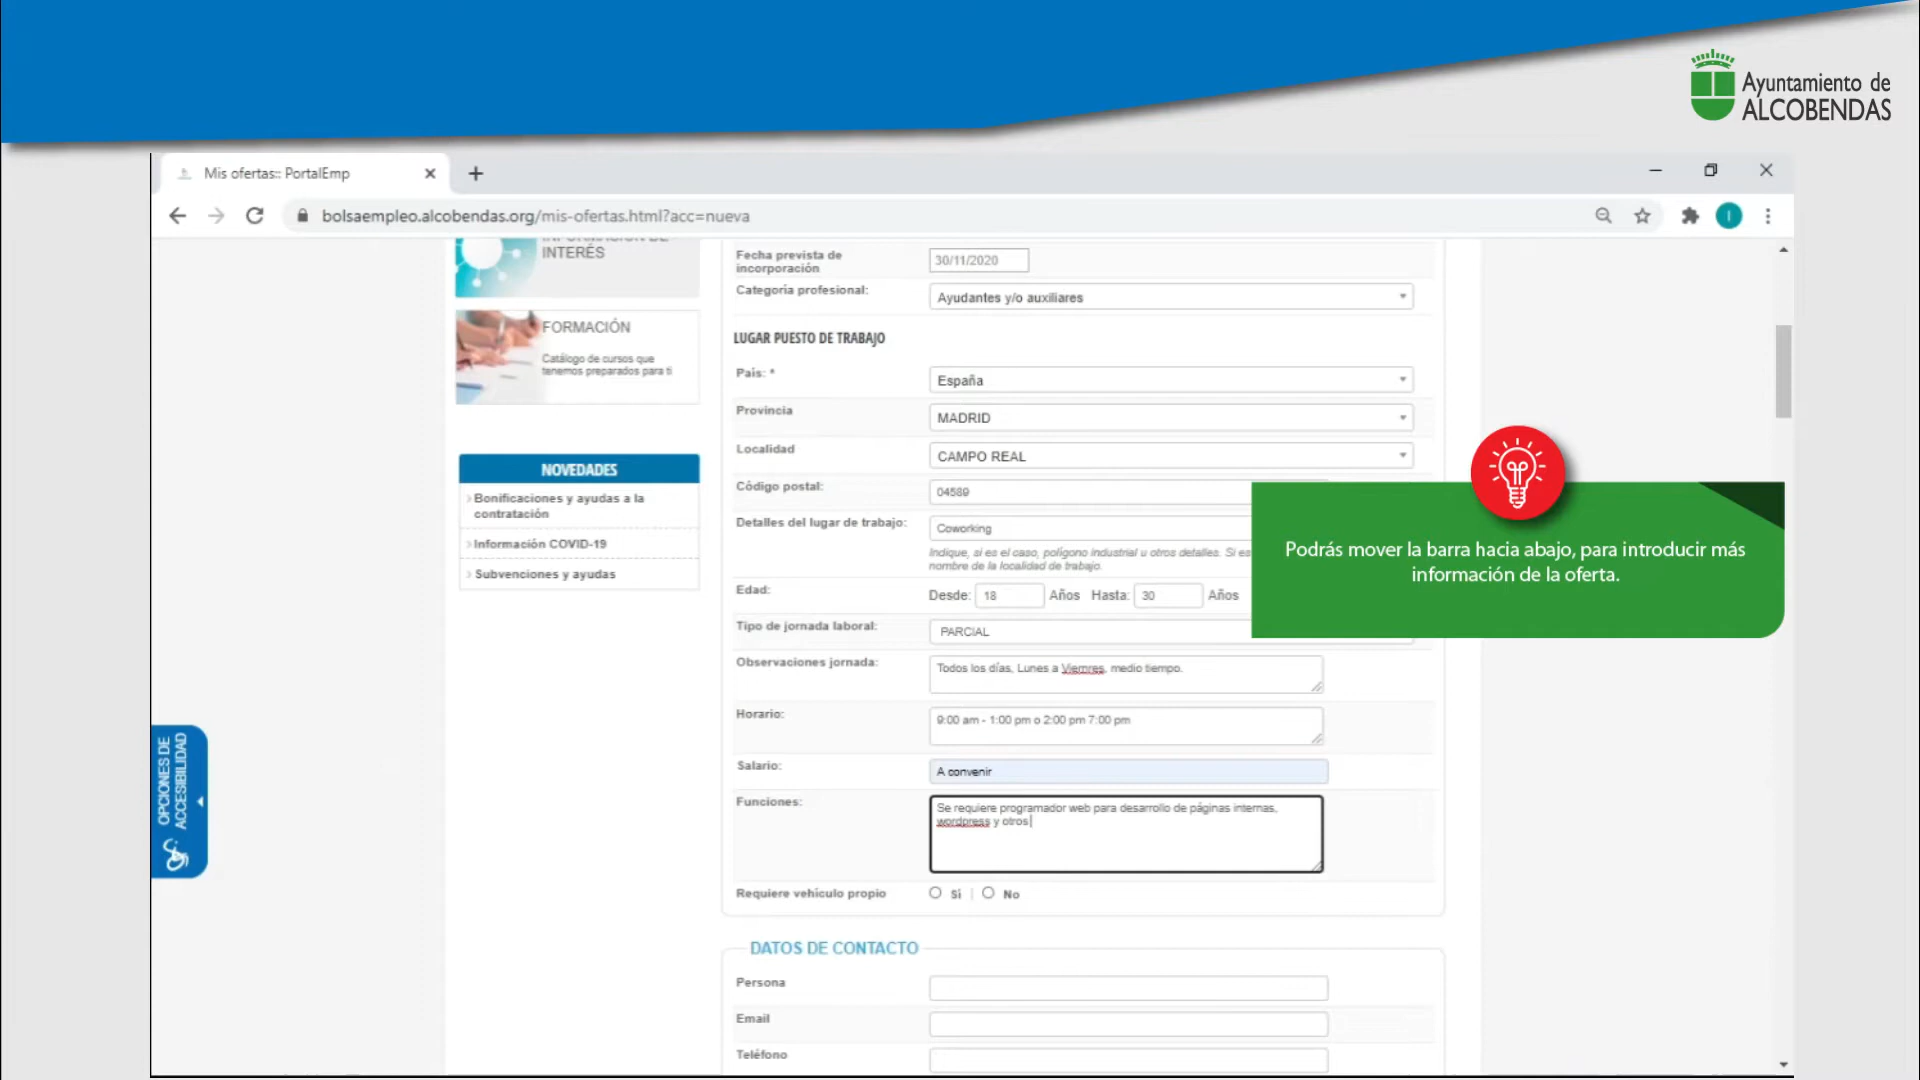 Ayuntamiento de
ALCOBENDAS
Mis ofertas:: PortalEmp
bolsaempleo.alcobendas.org/mis-ofertas.html?acc=nueva
I
INFORMACIÓN DE
INTERÉS
FORMACIÓN
Catálogo de cursos que
tenemos preparados para ti
NOVEDADES
Bonificaciones y ayudas a la
contratación
Información COVID-19
Subvenciones y ayudas
OPCIONES DE
ACCESIBILIDAD
Fecha prevista de
incorporación
30/11/2020
Categoría profesional:
Ayudantes y/o auxiliares
LUGAR PUESTO DE TRABAJO
País: *
España
Provincia
MADRID
Localidad
CAMPO REAL
Código postal:
04589
Detalles del lugar de trabajo:
Coworking
Indique, si es el caso, polígono industrial u otros detalles. Si es
nombre de la localidad de trabajo.
Edad:
Desde: 18 Años Hasta: 30 Años
Tipo de jornada laboral:
PARCIAL
Observaciones jornada:
Todos los días, Lunes a Viernres, medio tiempo.
Horario:
9:00 am - 1:00 pm o 2:00 pm 7:00 pm
Salario:
A convenir
Funciones:
Se requiere programador web para desarrollo de páginas internas,
wordpress y otros
Requiere vehículo propio
Si | No
DATOS DE CONTACTO
Persona
Email
Teléfono
Podrás mover la barra hacia abajo, para introducir más
información de la oferta.